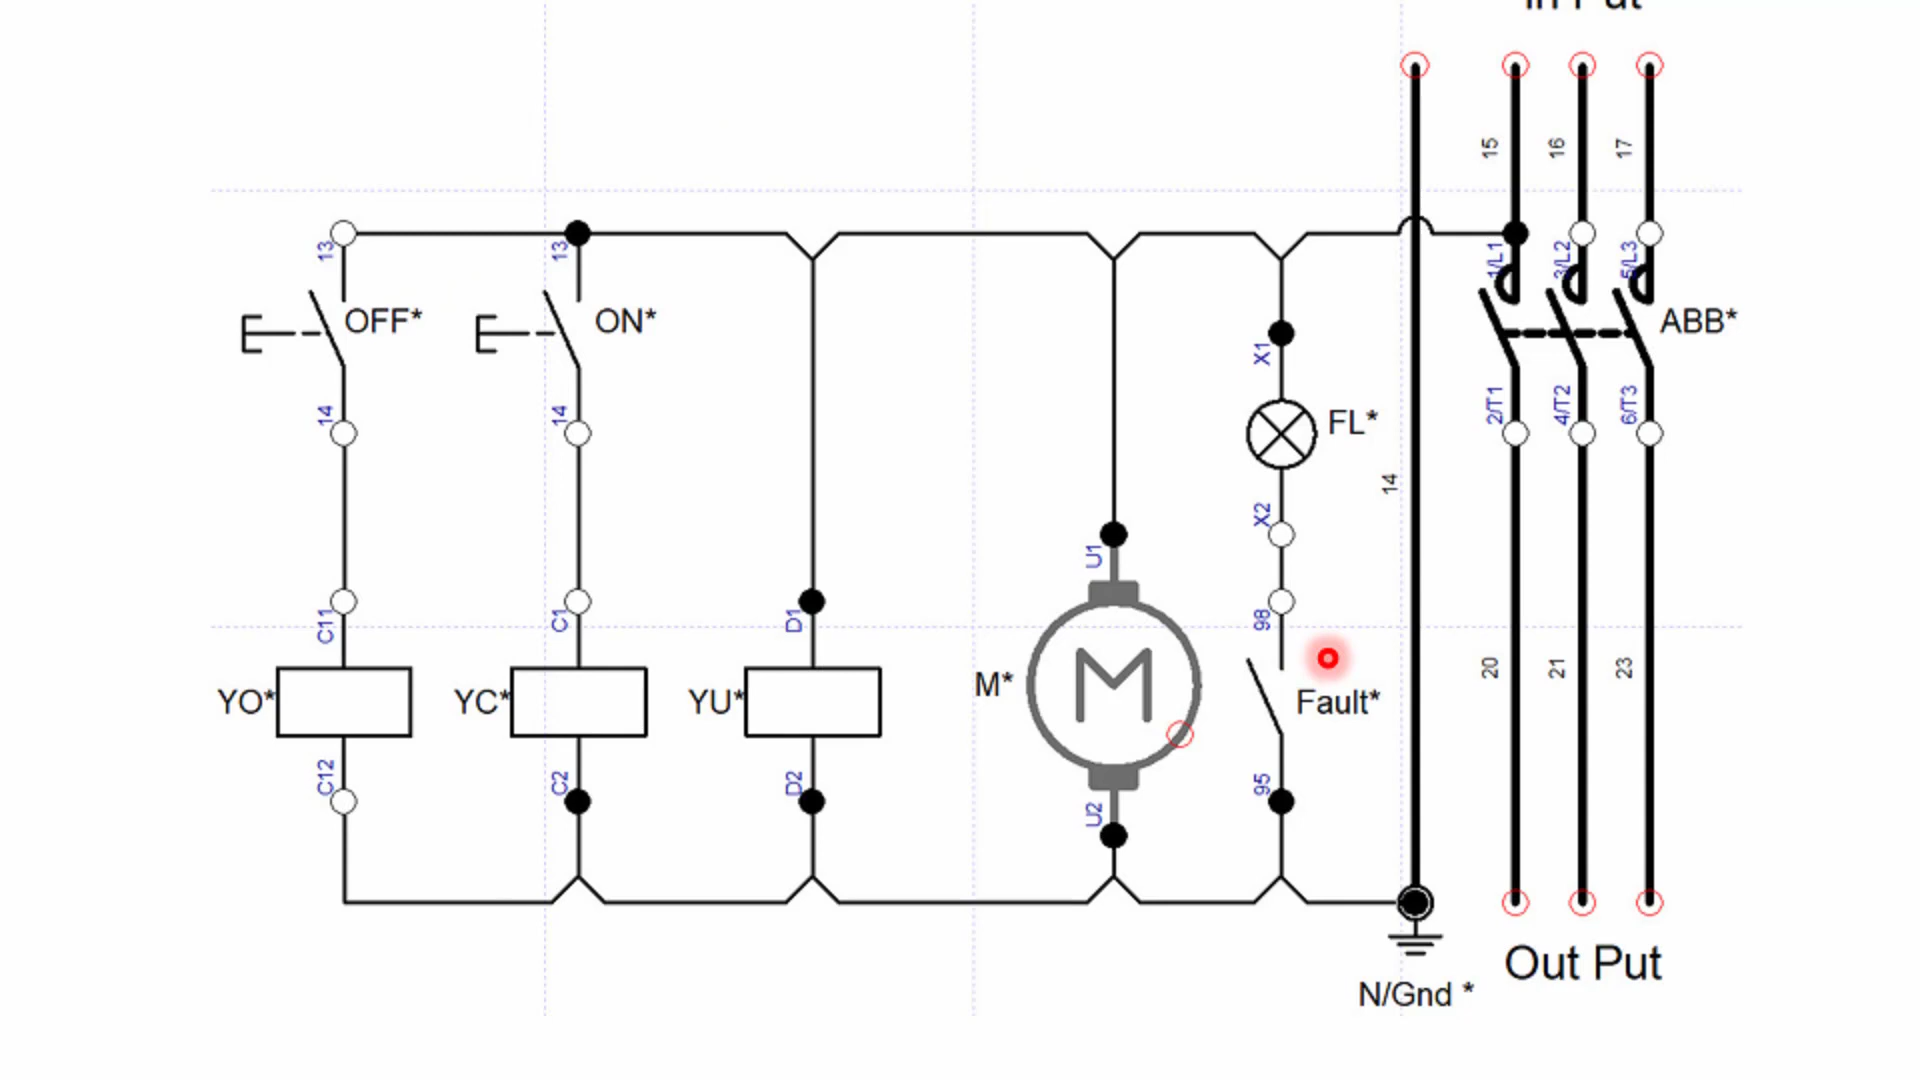 In Put
15
16
17
13
13
1/L1
3/L2
5/L3
OFF*
ON*
ABB*
X1
14
14
2/T1
4/T2
6/T3
FL*
14
X2
U1
C11
C1
D1
98
20
21
23
YO*
YC*
YU*
M*
M
Fault*
C12
C2
D2
U2
95
Out Put
N/Gnd *